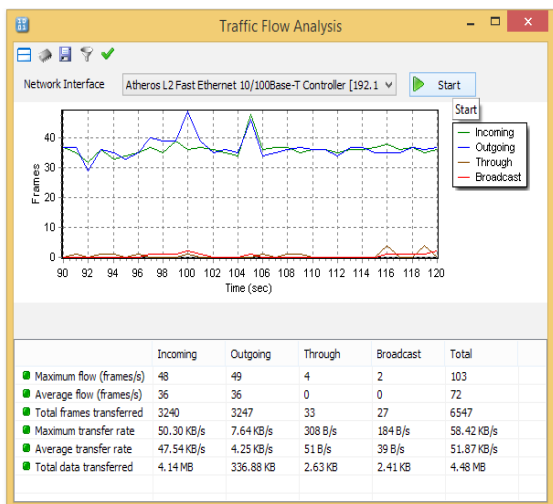 Traffic Flow Analysis
Network Interface Atheros L2 Fast Ethernet 10/100Base-T Controller [192.1 Start
Start
Incoming
Outgoing
Through
Broadcast
Frames
40
30
20
10
0
90 92 94 96 98 100 102 104 106 108 110 112 114 116 118 120
Time (sec)
Incoming Outgoing Through Broadcast Total
Maximum flow (frames/s) 48 49 4 2 103
Average flow (frames/s) 36 36 0 0 72
Total frames transferred 3240 3247 33 27 6547
Maximum transfer rate 50.30 KB/s 7.64 KB/s 308 B/s 184 B/s 58.42 KB/s
Average transfer rate 47.54 KB/s 4.25 KB/s 51 B/s 39 B/s 51.87 KB/s
Total data transferred 4.14 MB 336.88 KB 2.63 KB 2.41 KB 4.48 MB